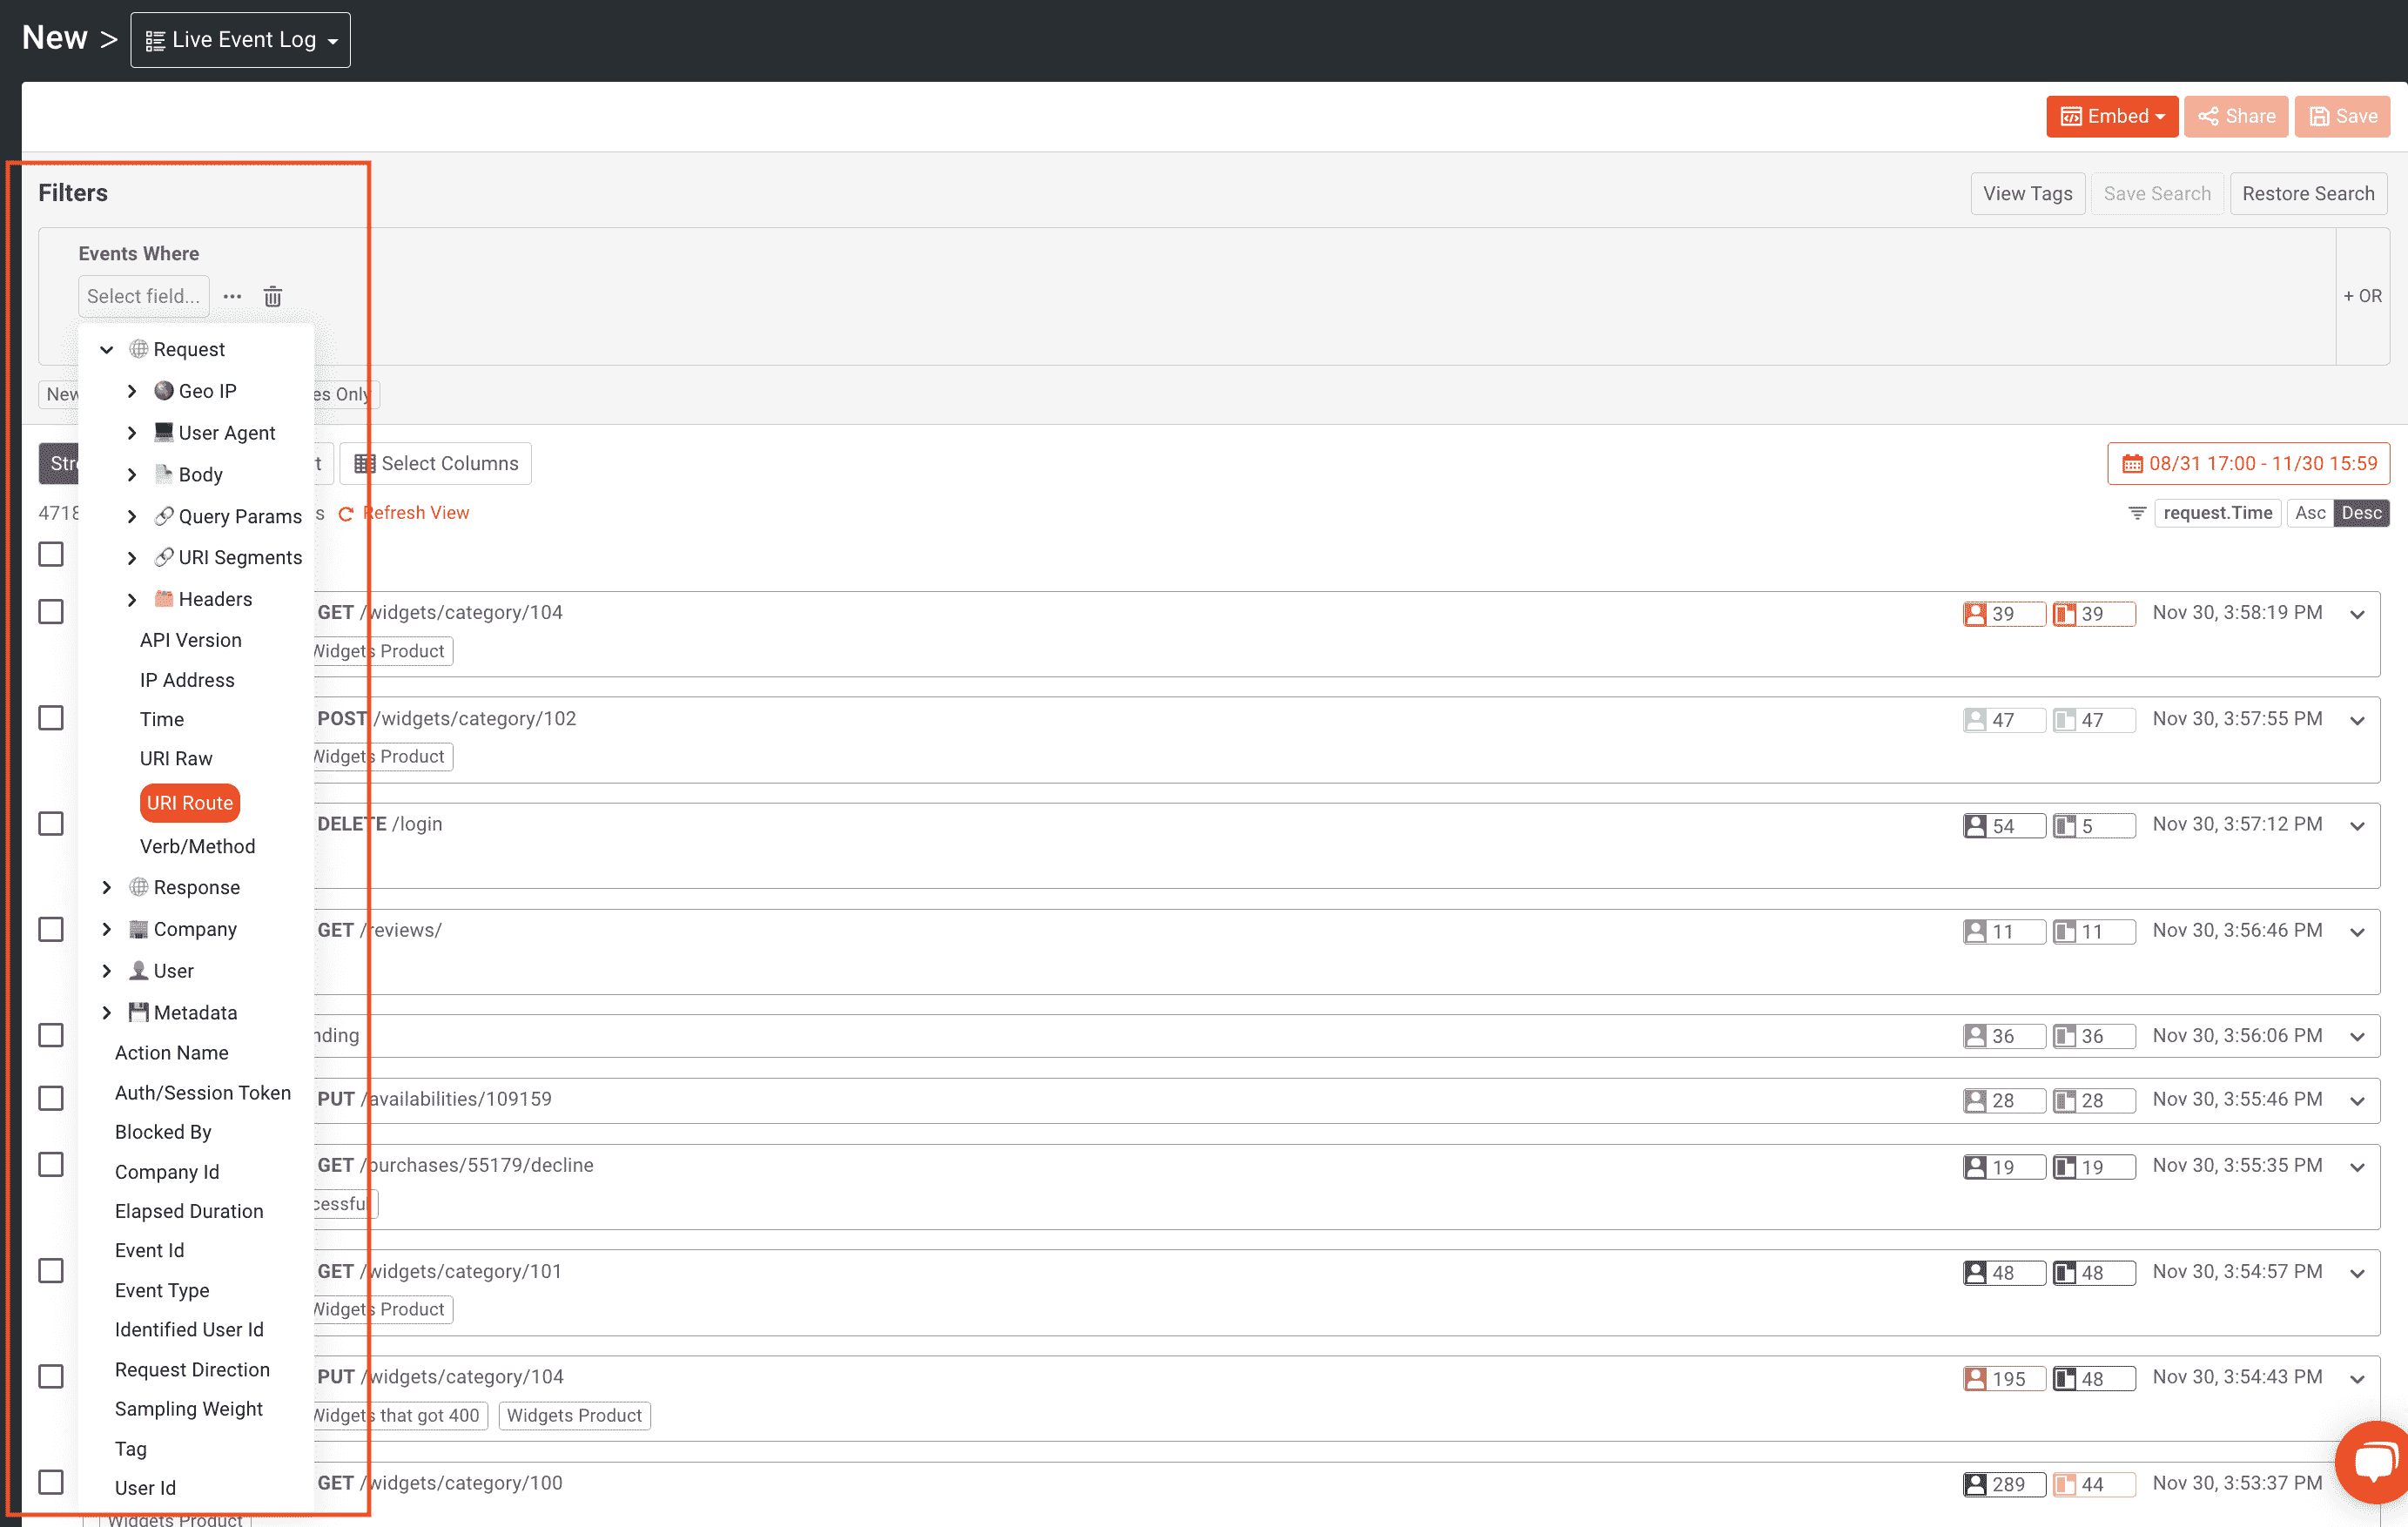 New > Live Event Log
Embed Share Save
Filters
View Tags Save Search Restore Search
Events Where
Select field...
+ OR
Request
Geo IP
User Agent
Body
Query Params
URI Segments
Headers
API Version
IP Address
Time
URI Raw
URI Route
Verb/Method
Response
Company
User
Metadata
Action Name
Auth/Session Token
Blocked By
Company Id
Elapsed Duration
Event Id
Event Type
Identified User Id
Request Direction
Sampling Weight
Tag
User Id
New Only
Select Columns
08/31 17:00 - 11/30 15:59
4718 Refresh View
request.Time Asc Desc
GET /widgets/category/104 39 39 Nov 30, 3:58:19 PM
Widgets Product
POST /widgets/category/102 47 47 Nov 30, 3:57:55 PM
Widgets Product
DELETE /login 54 5 Nov 30, 3:57:12 PM
GET /reviews/ 11 11 Nov 30, 3:56:46 PM
36 36 Nov 30, 3:56:06 PM
PUT /availabilities/109159 28 28 Nov 30, 3:55:46 PM
GET /purchases/55179/decline 19 19 Nov 30, 3:55:35 PM
GET /widgets/category/101 48 48 Nov 30, 3:54:57 PM
Widgets Product
PUT /widgets/category/104 195 48 Nov 30, 3:54:43 PM
Widgets that got 400 Widgets Product
GET /widgets/category/100 289 44 Nov 30, 3:53:37 PM
Widgets Product